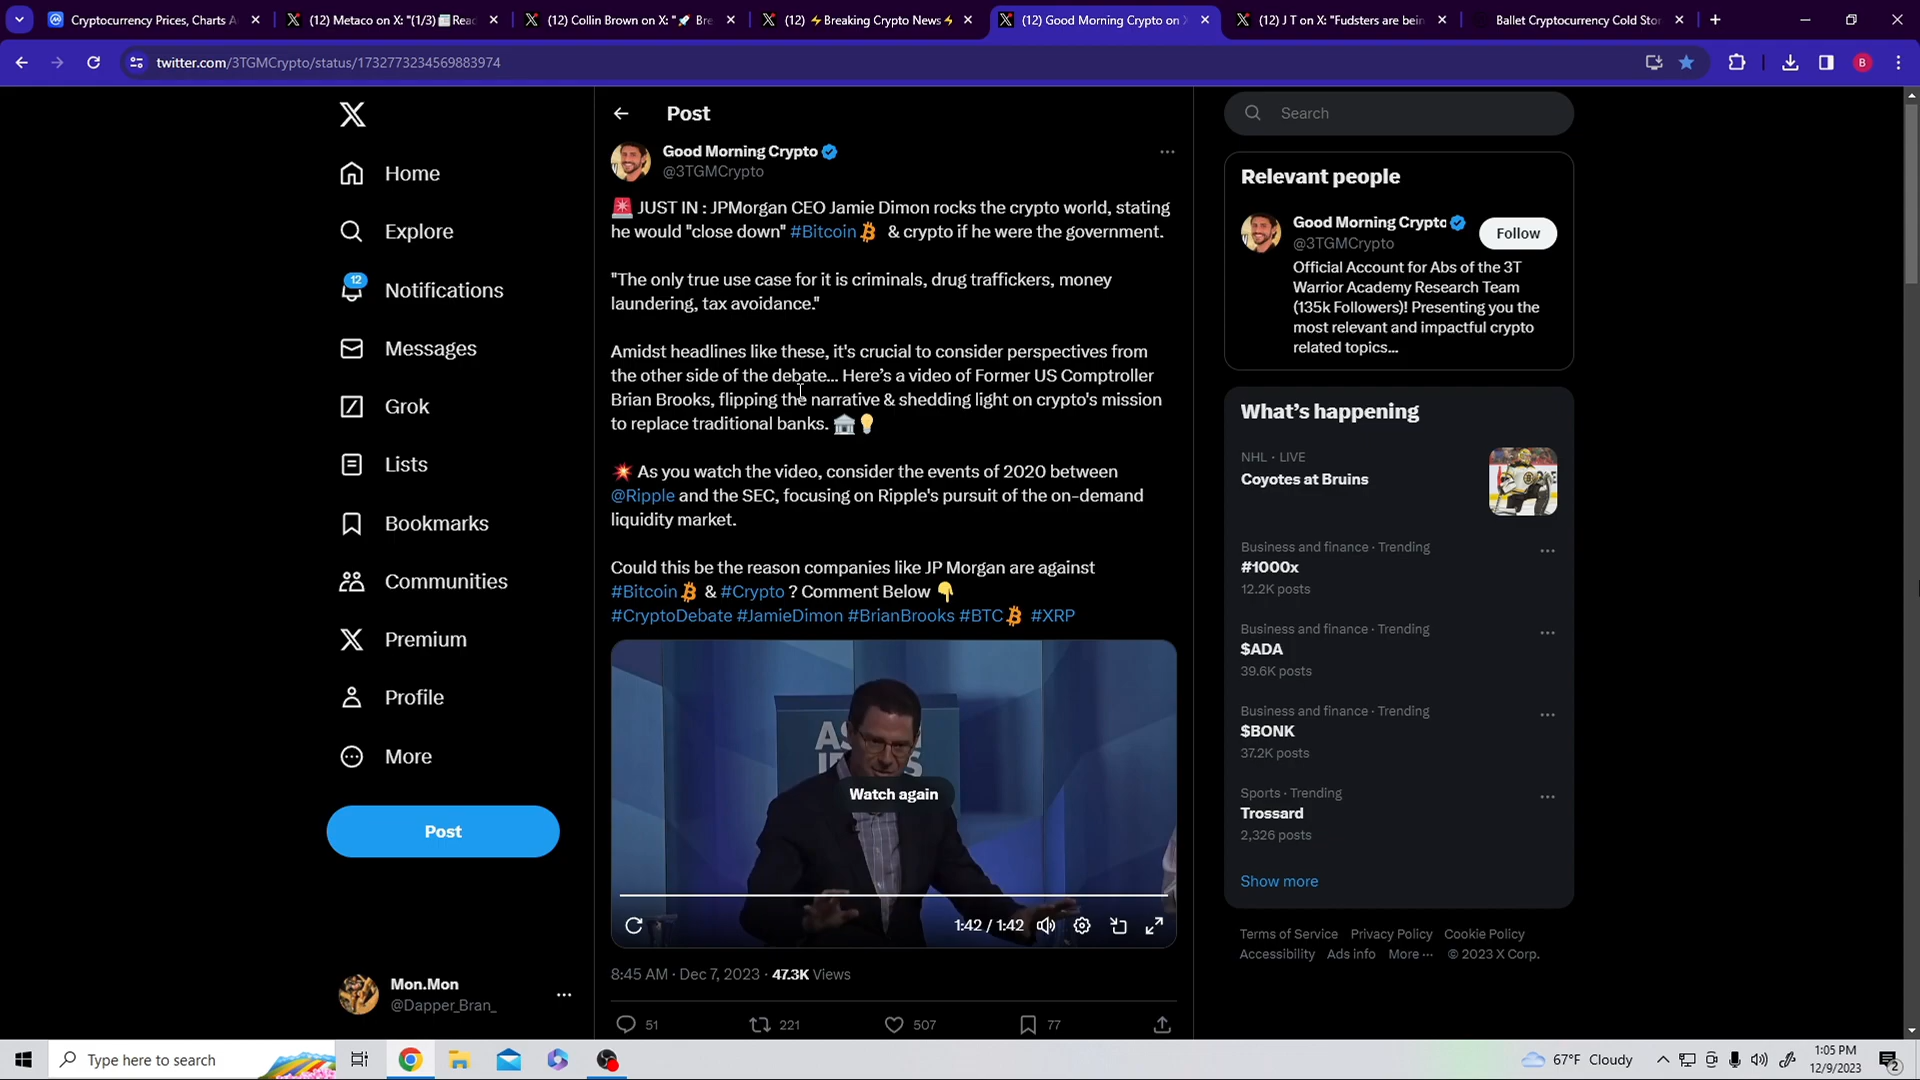 Cryptocurrency Prices, Charts A
(12) Metaco on X: "(1/3) Read
(12) Collin Brown on X: "🚀 Bre
(12) ⚡Breaking Crypto News⚡
(12) Good Morning Crypto on X
(12) J T on X: "Fudsters are bein
Ballet Cryptocurrency Cold Stor
twitter.com/3TGMCrypto/status/1732773234569883974
B
Home
Explore
12
Notifications
Messages
Grok
Lists
Bookmarks
Communities
Premium
Profile
More
Post
Mon.Mon
@Dapper_Bran_
Post
Good Morning Crypto
@3TGMCrypto
🚨 JUST IN : JPMorgan CEO Jamie Dimon rocks the crypto world, stating
he would "close down" #Bitcoin & crypto if he were the government.
"The only true use case for it is criminals, drug traffickers, money
laundering, tax avoidance."
Amidst headlines like these, it's crucial to consider perspectives from
the other side of the debate... Here's a video of Former US Comptroller
Brian Brooks, flipping the narrative & shedding light on crypto's mission
to replace traditional banks. 🏛️💡
💥 As you watch the video, consider the events of 2020 between
@Ripple and the SEC, focusing on Ripple's pursuit of the on-demand
liquidity market.
Could this be the reason companies like JP Morgan are against
#Bitcoin & #Crypto ? Comment Below 👇
#CryptoDebate #JamieDimon #BrianBrooks #BTC #XRP
Watch again
1:42 / 1:42
8:45 AM · Dec 7, 2023 · 47.3K Views
51
221
507
77
Search
Relevant people
Good Morning Crypto
@3TGMCrypto
Follow
Official Account for Abs of the 3T
Warrior Academy Research Team
(135k Followers)! Presenting you the
most relevant and impactful crypto
related topics...
What's happening
NHL · LIVE
Coyotes at Bruins
Business and finance · Trending
#1000x
12.2K posts
Business and finance · Trending
$ADA
39.6K posts
Business and finance · Trending
$BONK
37.2K posts
Sports · Trending
Trossard
2,326 posts
Show more
Terms of Service Privacy Policy Cookie Policy
Accessibility Ads info More ··· © 2023 X Corp.
Type here to search
67°F Cloudy
1:05 PM
12/9/2023
2